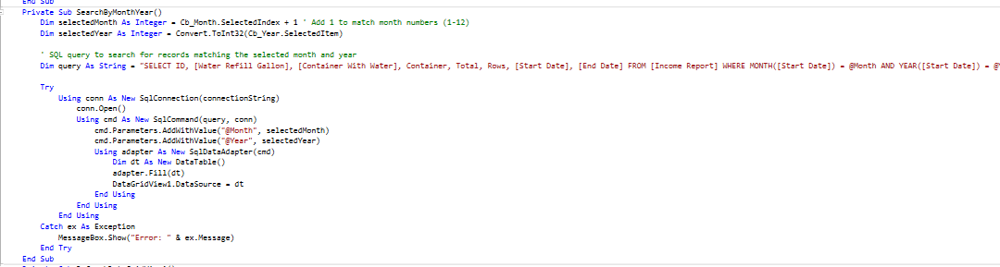 End Sub
Private Sub SearchByMonthYear()
Dim selectedMonth As Integer = Cb_Month.SelectedIndex + 1 ' Add 1 to match month numbers (1-12)
Dim selectedYear As Integer = Convert.ToInt32(Cb_Year.SelectedItem)
' SQL query to search for records matching the selected month and year
Dim query As String = "SELECT ID, [Water Refill Gallon], [Container With Water], Container, Total, Rows, [Start Date], [End Date] FROM [Income Report] WHERE MONTH([Start Date]) = @Month AND YEAR([Start Date]) =
Try
Using conn As New SqlConnection(connectionString)
conn.Open()
Using cmd As New SqlCommand(query, conn)
cmd.Parameters.AddWithValue("@Month", selectedMonth)
cmd.Parameters.AddWithValue("@Year", selectedYear)
Using adapter As New SqlDataAdapter(cmd)
Dim dt As New DataTable()
adapter.Fill(dt)
DataGridView1.DataSource = dt
End Using
End Using
End Using
Catch ex As Exception
MessageBox.Show("Error: " & ex.Message)
End Try
End Sub